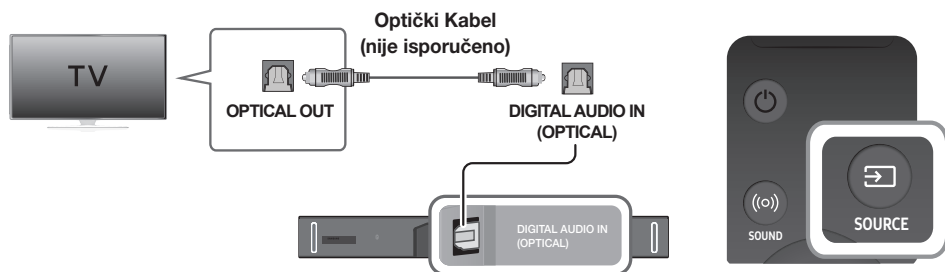 Optički Kabel
(nije isporučeno)
TV
OPTICAL OUT
DIGITAL AUDIO IN
(OPTICAL)
DIGITAL AUDIO IN
(OPTICAL)
SOUND
SOURCE